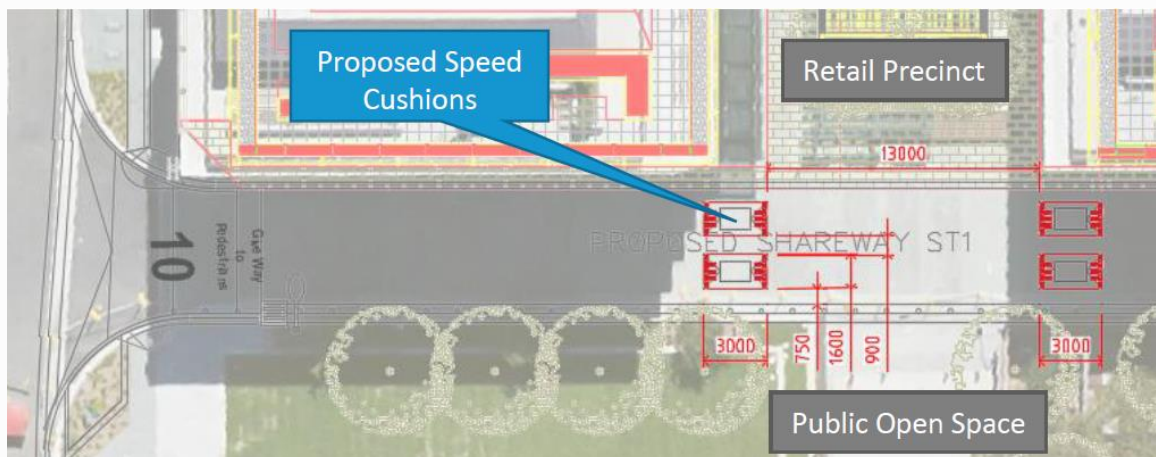 Proposed Speed
Cushions
Retail Precinct
13000
PROPOSED SHAREWAY ST1
10
Give Way
to
Pedestrians
3000
750
1600
900
3000
Public Open Space